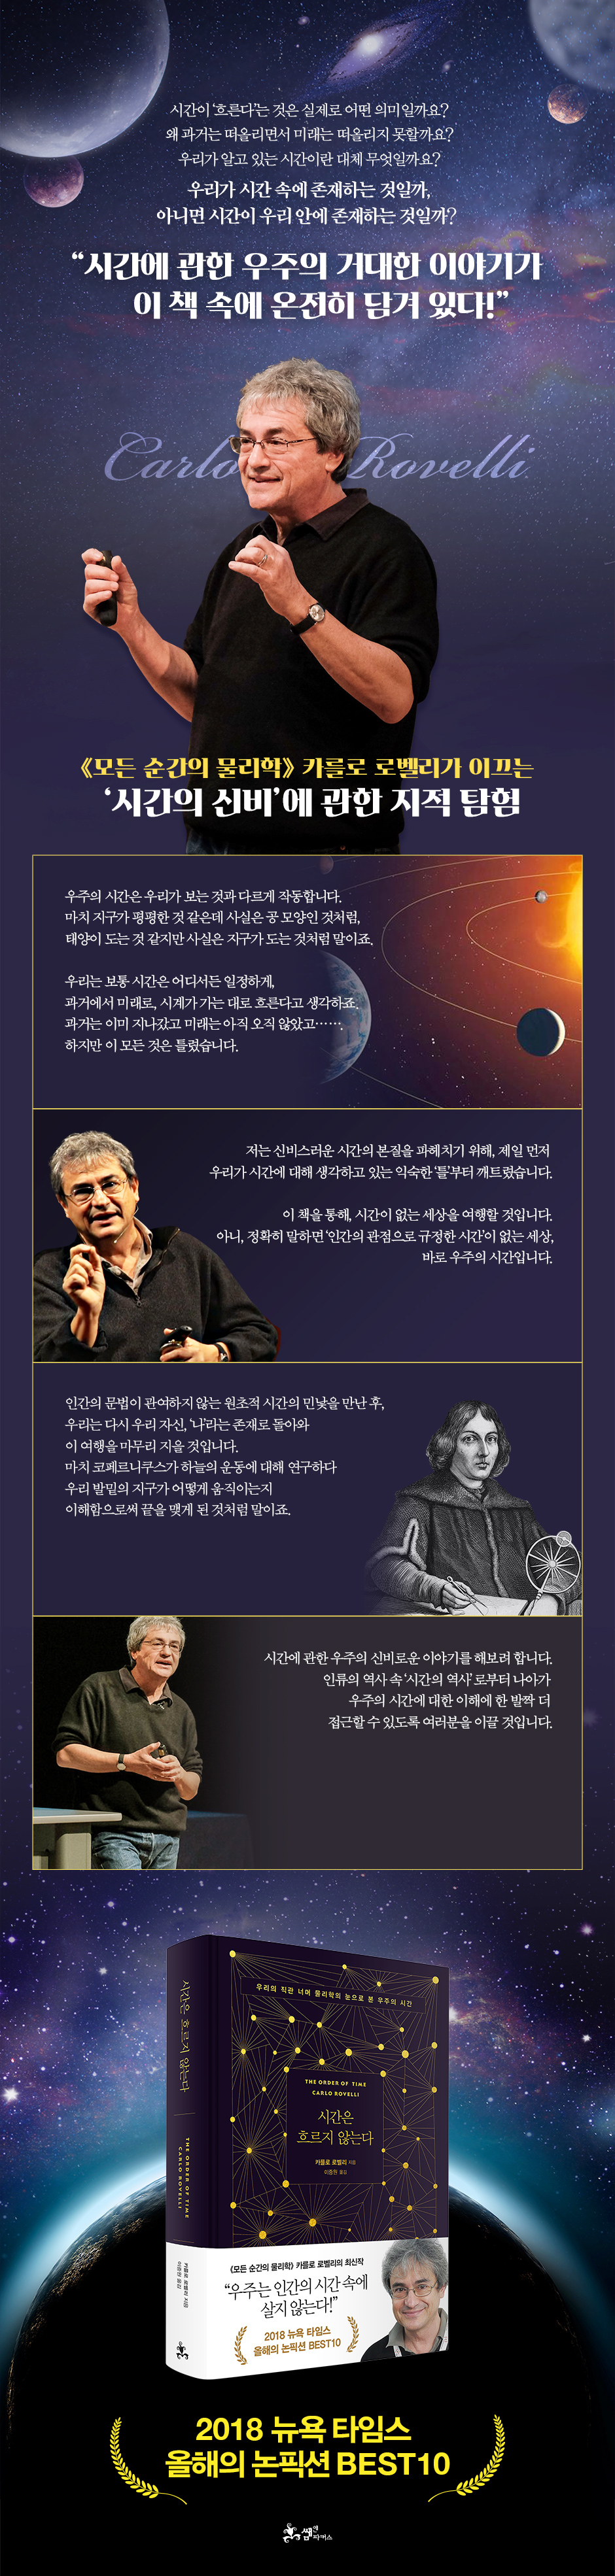 시간이 ‘흐른다’는 것은 실제로 어떤 의미일까요?
왜 과거는 떠올리면서 미래는 떠올리지 못할까요?
우리가 알고 있는 시간이란 대체 무엇일까요?
우리가 시간 속에 존재하는 것일까,
아니면 시간이 우리 안에 존재하는 것일까?
“시간에 관한 우주의 거대한 이야기가
이 책 속에 온전히 담겨 있다!”
Carlo Rovelli
《모든 순간의 물리학》 카를로 로벨리가 이끄는
‘시간의 신비’에 관한 지적 탐험
우주의 시간은 우리가 보는 것과 다르게 작동합니다.
마치 지구가 평평한 것 같은데 사실은 공 모양인 것처럼,
태양이 도는 것 같지만 사실은 지구가 도는 것처럼 말이죠.
우리는 보통 시간은 어디서든 일정하게,
과거에서 미래로, 시계가 가는 대로 흐른다고 생각하죠.
과거는 이미 지나갔고 미래는 아직 오직 않았고……
하지만 이 모든 것은 틀렸습니다.
저는 신비스러운 시간의 본질을 파헤치기 위해, 제일 먼저
우리가 시간에 대해 생각하고 있는 익숙한 ‘틀’부터 깨트렸습니다.
이 책을 통해, 시간이 없는 세상을 여행할 것입니다.
아니, 정확히 말하면 ‘인간의 관점으로 규정한 시간’이 없는 세상,
바로 우주의 시간입니다.
인간의 문법이 관여하지 않는 원초적 시간의 민낯을 만난 후,
우리는 다시 우리 자신, ‘나’라는 존재로 돌아와
이 여행을 마무리 지을 것입니다.
마치 코페르니쿠스가 하늘의 운동에 대해 연구하다
우리 발밑의 지구가 어떻게 움직이는지
이해함으로써 끝을 맺게 된 것처럼 말이죠.
시간에 관한 우주의 신비로운 이야기를 해보려 합니다.
인류의 역사 속 ‘시간의 역사’로부터 나아가
우주의 시간에 대한 이해에 한 발짝 더
접근할 수 있도록 여러분을 이끌 것입니다.
우리의 직관 너머 물리학의 눈으로 본 우주의 시간
THE ORDER OF TIME
CARLO ROVELLI
시간은
흐르지 않는다
카를로 로벨리 지음
이중원 옮김
시간은 흐르지 않는다
THE ORDER OF TIME
CARLO ROVELLI
카를로 로벨리 지음
이중원 옮김
《모든 순간의 물리학》 카를로 로벨리의 최신작
“우주는 인간의 시간 속에
살지 않는다!”
2018 뉴욕 타임스
올해의 논픽션 BEST10
2018 뉴욕 타임스
올해의 논픽션 BEST10
쌤앤파커스